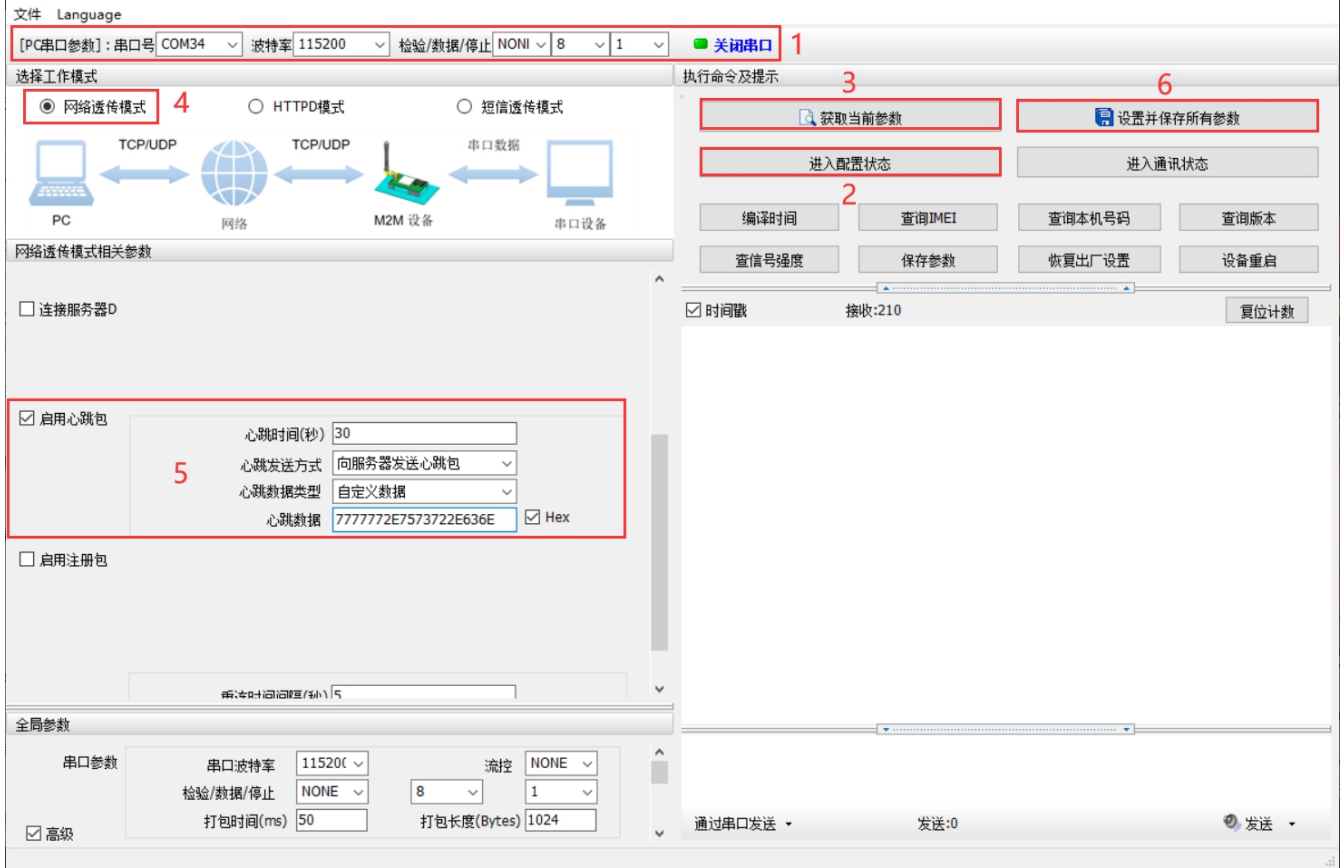 文件 Language
[PC串口参数]：串口号 COM34 波特率 115200 检验/数据/停止 NONI 8 1 关闭串口 1
选择工作模式
网络透传模式 4 HTTPD模式 短信透传模式
TCP/UDP TCP/UDP 串口数据
PC 网络 M2M 设备 串口设备
网络透传模式相关参数
连接服务器D
启用心跳包
心跳时间(秒) 30
心跳发送方式 向服务器发送心跳包
5
心跳数据类型 自定义数据
心跳数据 7777772E7573722E636E Hex
启用注册包
重连时间间隔(秒) 5
全局参数
串口参数
串口波特率 115200 流控 NONE
检验/数据/停止 NONE 8 1
打包时间(ms) 50 打包长度(Bytes) 1024
高级
执行命令及提示
3 6
获取当前参数 设置并保存所有参数
进入配置状态 进入通讯状态
2
编译时间 查询IMEI 查询本机号码 查询版本
查信号强度 保存参数 恢复出厂设置 设备重启
时间戳 接收:210 复位计数
通过串口发送 发送:0 发送